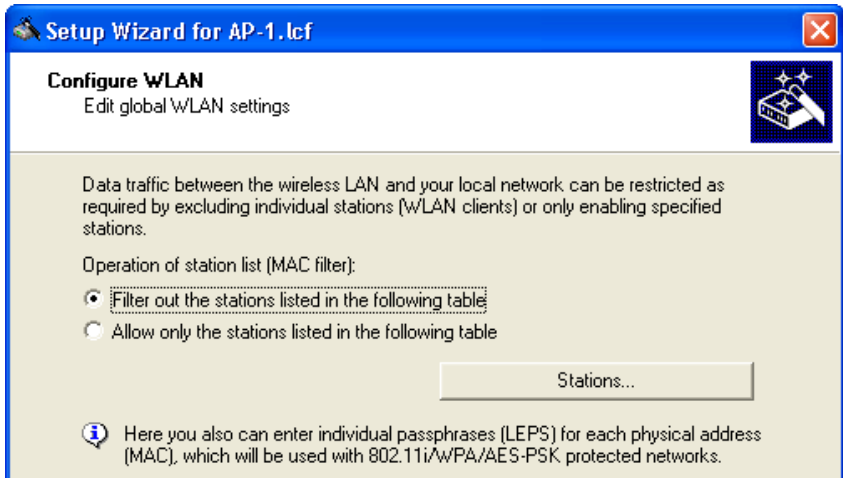 Setup Wizard for AP-1.lcf
Configure WLAN
Edit global WLAN settings
Data traffic between the wireless LAN and your local network can be restricted as
required by excluding individual stations (WLAN clients) or only enabling specified
stations.
Operation of station list (MAC filter):
Filter out the stations listed in the following table
Allow only the stations listed in the following table
Stations...
Here you also can enter individual passphrases (LEPS) for each physical address
(MAC), which will be used with 802.11i/WPA/AES-PSK protected networks.